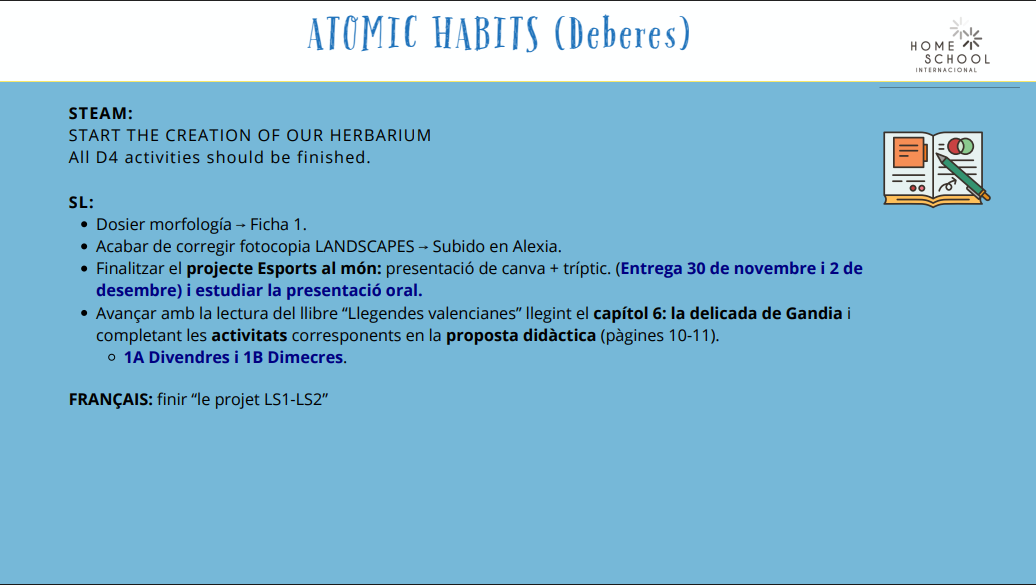 ATOMIC HABITS (Deberes)
HOME
SCHOOL
INTERNACIONAL
STEAM:
START THE CREATION OF OUR HERBARIUM
All D4 activities should be finished.
SL:
• Dosier morfología → Ficha 1.
• Acabar de corregir fotocopia LANDSCAPES → Subido en Alexia.
• Finalitzar el projecte Esports al món: presentació de canva + tríptic. (Entrega 30 de novembre i 2 de
desembre) i estudiar la presentació oral.
• Avançar amb la lectura del llibre “Llegendes valencianes” llegint el capítol 6: la delicada de Gandia i
completant les activitats corresponents en la proposta didàctica (pàgines 10-11).
○ 1A Divendres i 1B Dimecres.
FRANÇAIS: finir “le projet LS1-LS2”